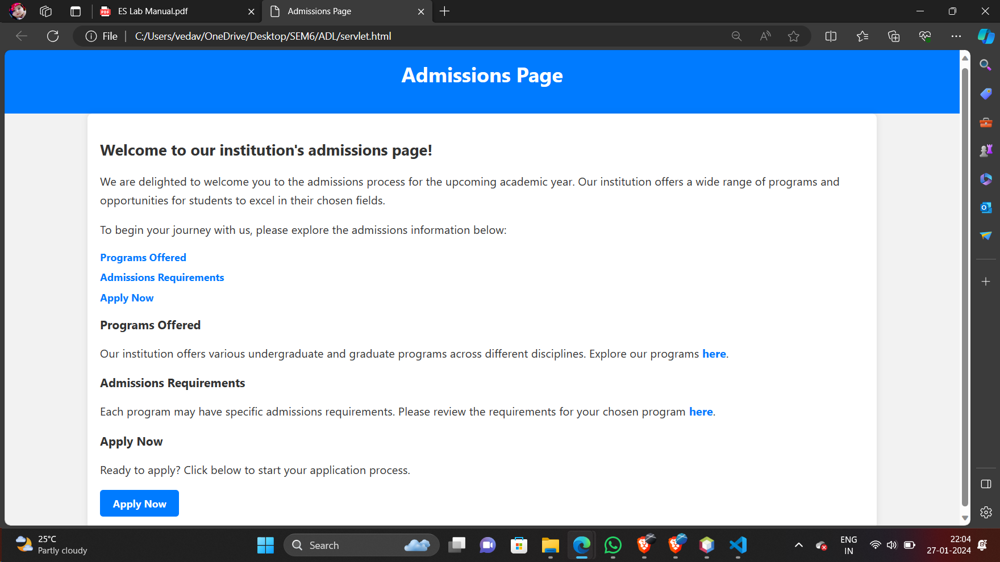 ES Lab Manual.pdf
Admissions Page
File
C:/Users/vedav/OneDrive/Desktop/SEM6/ADL/servlet.html
Admissions Page
Welcome to our institution's admissions page!
We are delighted to welcome you to the admissions process for the upcoming academic year. Our institution offers a wide range of programs and
opportunities for students to excel in their chosen fields.
To begin your journey with us, please explore the admissions information below:
Programs Offered
Admissions Requirements
Apply Now
Programs Offered
Our institution offers various undergraduate and graduate programs across different disciplines. Explore our programs here.
Admissions Requirements
Each program may have specific admissions requirements. Please review the requirements for your chosen program here.
Apply Now
Ready to apply? Click below to start your application process.
Apply Now
25°C
Partly cloudy
Search
ENG
IN
22:04
27-01-2024